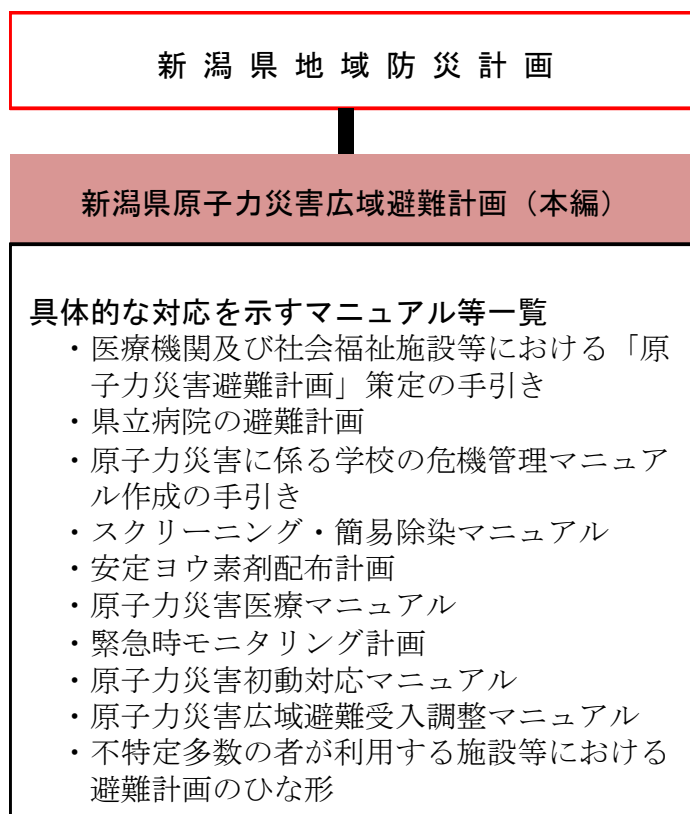 新潟県地域防災計画
新潟県原子力災害広域避難計画（本編）
具体的な対応を示すマニュアル等一覧
・医療機関及び社会福祉施設等における「原
子力災害避難計画」策定の手引き
・県立病院の避難計画
・原子力災害に係る学校の危機管理マニュア
ル作成の手引き
・スクリーニング・簡易除染マニュアル
・安定ヨウ素剤配布計画
・原子力災害医療マニュアル
・緊急時モニタリング計画
・原子力災害初動対応マニュアル
・原子力災害広域避難受入調整マニュアル
・不特定多数の者が利用する施設等における
避難計画のひな形